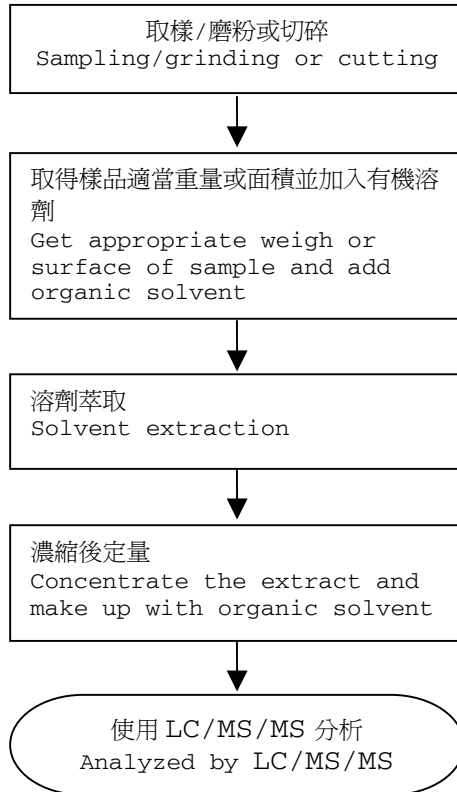 取樣/磨粉或切碎
Sampling/grinding or cutting
取得樣品適當重量或面積並加入有機溶
劑
Get appropriate weigh or
surface of sample and add
organic solvent
溶劑萃取
Solvent extraction
濃縮後定量
Concentrate the extract and
make up with organic solvent
使用 LC/MS/MS 分析
Analyzed by LC/MS/MS